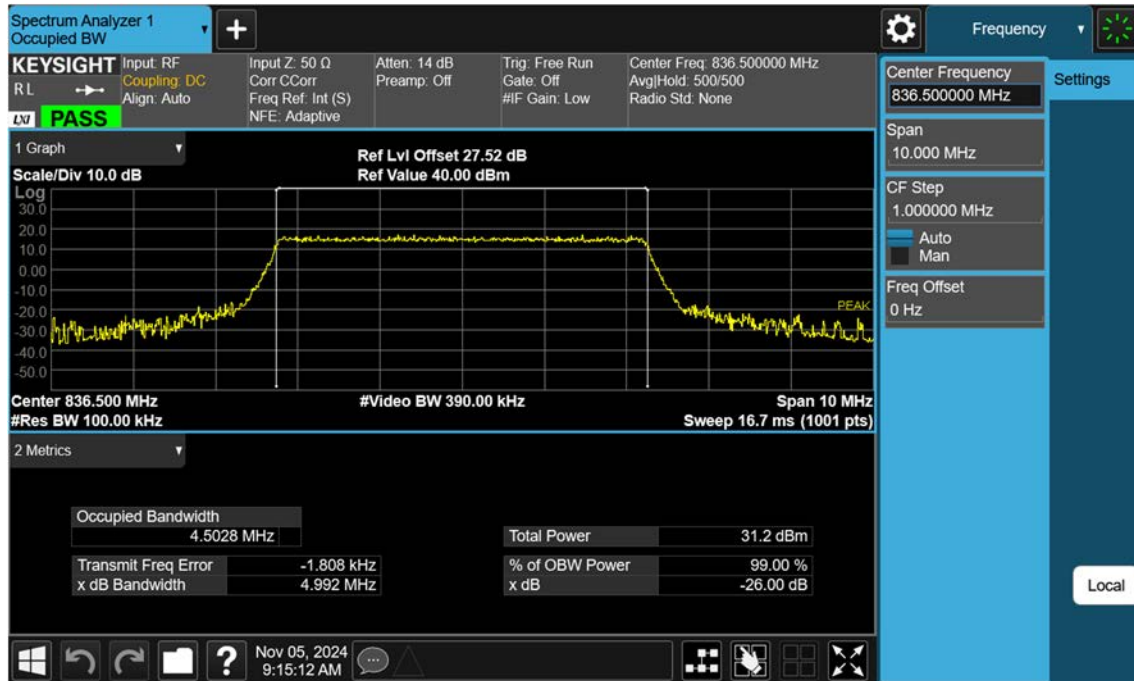 Spectrum Analyzer 1
Occupied BW
Frequency
KEYSIGHT
R L
LXI PASS
Input: RF
Coupling: DC
Align: Auto
Input Z: 50 Ω
Corr CCorr
Freq Ref: Int (S)
NFE: Adaptive
Atten: 14 dB
Preamp: Off
Trig: Free Run
Gate: Off
#IF Gain: Low
Center Freq: 836.500000 MHz
Avg|Hold: 500/500
Radio Std: None
Center Frequency
836.500000 MHz
Settings
Span
10.000 MHz
CF Step
1.000000 MHz
Auto
Man
Freq Offset
0 Hz
Local
1 Graph
Scale/Div 10.0 dB
Ref Lvl Offset 27.52 dB
Ref Value 40.00 dBm
Log
30.0
20.0
10.0
0.00
-10.0
-20.0
-30.0
-40.0
-50.0
PEAK
Center 836.500 MHz
#Video BW 390.00 kHz
Span 10 MHz
#Res BW 100.00 kHz
Sweep 16.7 ms (1001 pts)
2 Metrics
Occupied Bandwidth
4.5028 MHz
Total Power 31.2 dBm
Transmit Freq Error -1.808 kHz
% of OBW Power 99.00 %
x dB Bandwidth 4.992 MHz
x dB -26.00 dB
?
Nov 05, 2024
9:15:12 AM